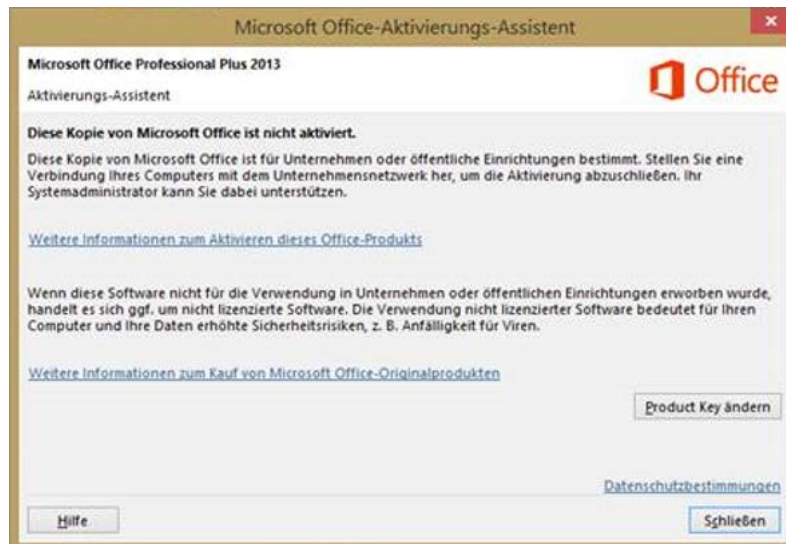 Microsoft Office-Aktivierungs-Assistent
Microsoft Office Professional Plus 2013
Office
Aktivierungs-Assistent
Diese Kopie von Microsoft Office ist nicht aktiviert.
Diese Kopie von Microsoft Office ist für Unternehmen oder öffentliche Einrichtungen bestimmt. Stellen Sie eine
Verbindung Ihres Computers mit dem Unternehmensnetzwerk her, um die Aktivierung abzuschließen. Ihr
Systemadministrator kann Sie dabei unterstützen.
Weitere Informationen zum Aktivieren dieses Office-Produkts
Wenn diese Software nicht für die Verwendung in Unternehmen oder öffentlichen Einrichtungen erworben wurde,
handelt es sich ggf. um nicht lizenzierte Software. Die Verwendung nicht lizenzierter Software bedeutet für Ihren
Computer und Ihre Daten erhöhte Sicherheitsrisiken, z. B. Anfälligkeit für Viren.
Weitere Informationen zum Kauf von Microsoft Office-Originalprodukten
Product Key ändern
Datenschutzbestimmungen
Hilfe
Schließen